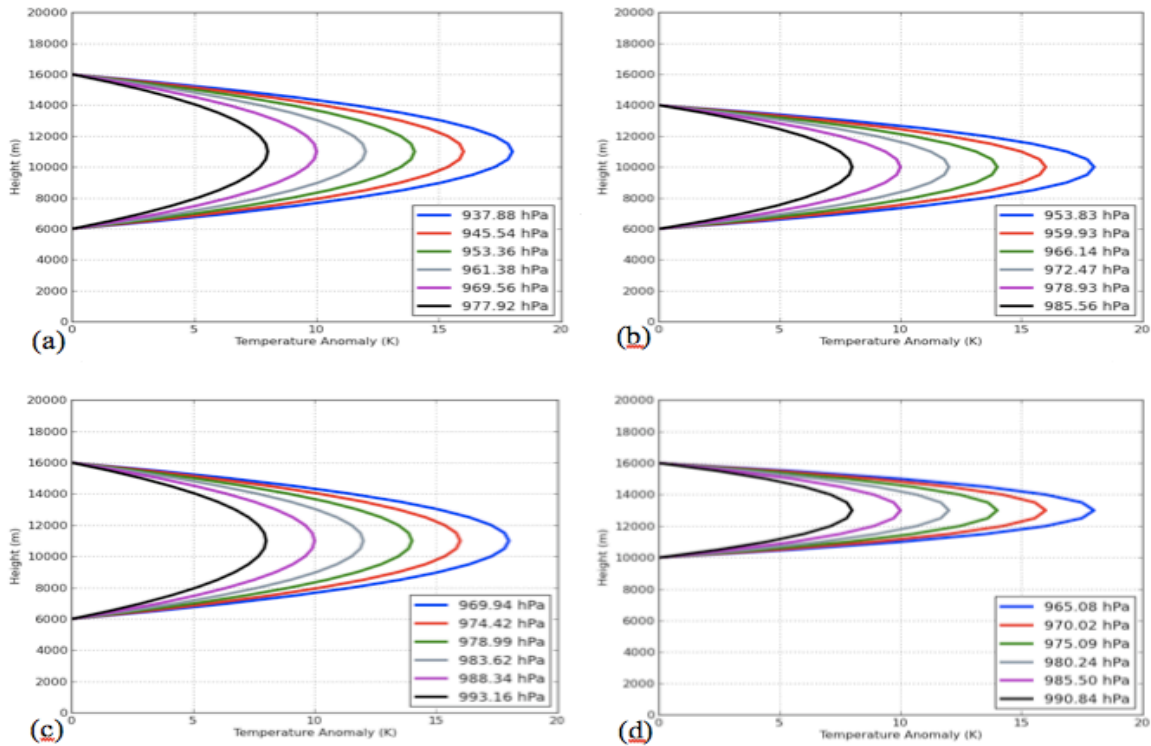 20000
18000
16000
14000
12000
10000
8000
6000
4000
2000
0
Height (m)
0 5 10 15 20
Temperature Anomaly (K)
937.88 hPa
945.54 hPa
953.36 hPa
961.38 hPa
969.56 hPa
977.92 hPa
(a)
20000
18000
16000
14000
12000
10000
8000
6000
4000
2000
0
Height (m)
0 5 10 15 20
Temperature Anomaly (K)
953.83 hPa
959.93 hPa
966.14 hPa
972.47 hPa
978.93 hPa
985.56 hPa
(b)
20000
18000
16000
14000
12000
10000
8000
6000
4000
2000
0
Height (m)
0 5 10 15 20
Temperature Anomaly (K)
969.94 hPa
974.42 hPa
978.99 hPa
983.62 hPa
988.34 hPa
993.16 hPa
(c)
20000
18000
16000
14000
12000
10000
8000
6000
4000
2000
0
Height (m)
0 5 10 15 20
Temperature Anomaly (K)
965.08 hPa
970.02 hPa
975.09 hPa
980.24 hPa
985.50 hPa
990.84 hPa
(d)